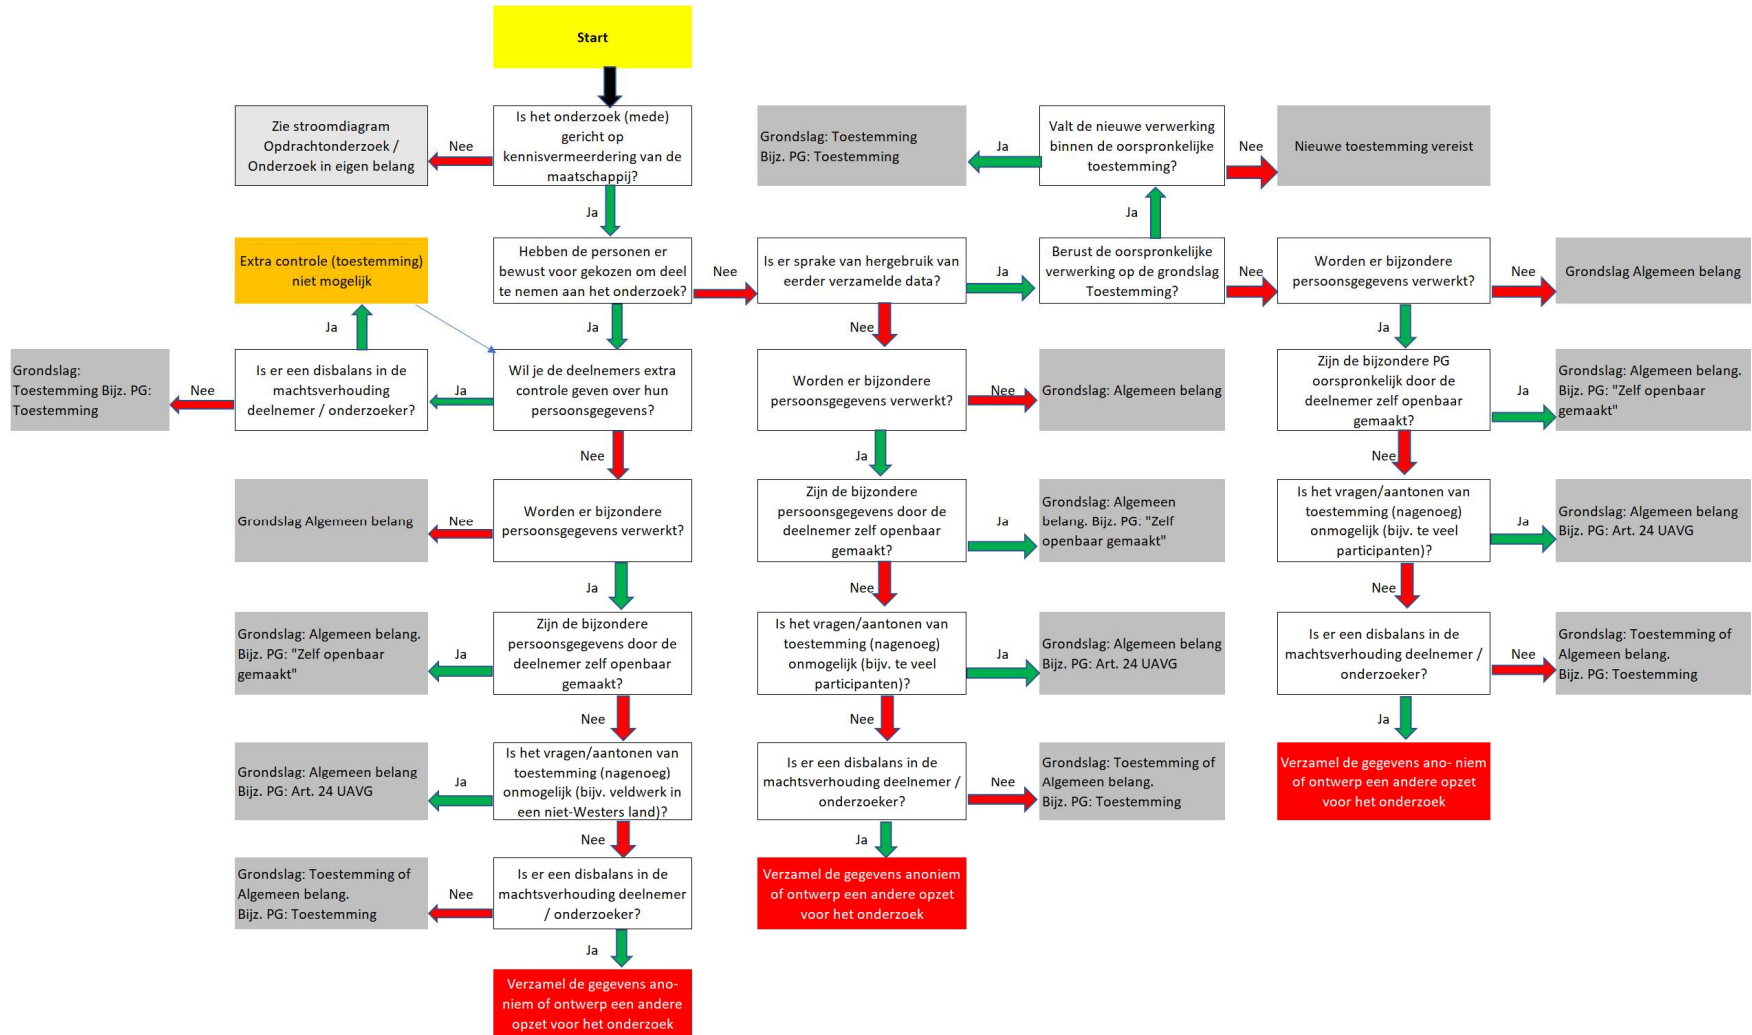 Start
Zie stroomdiagram
Opdrachtonderzoek /
Onderzoek in eigen belang
Nee
Is het onderzoek (mede)
gericht op
kennisvermeerdering van de
maatschappij?
Grondslag: Toestemming
Bijz. PG: Toestemming
Ja
Valt de nieuwe verwerking
binnen de oorspronkelijke
toestemming?
Nee
Nieuwe toestemming vereist
Ja
Ja
Extra controle (toestemming)
niet mogelijk
Hebben de personen er
bewust voor gekozen om deel
te nemen aan het onderzoek?
Nee
Is er sprake van hergebruik van
eerder verzamelde data?
Ja
Berust de oorspronkelijke
verwerking op de grondslag
Toestemming?
Nee
Worden er bijzondere
persoonsgegevens verwerkt?
Nee
Grondslag Algemeen belang
Ja
Ja
Nee
Ja
Grondslag:
Toestemming Bijz. PG:
Toestemming
Nee
Is er een disbalans in de
machtsverhouding
deelnemer / onderzoeker?
Ja
Wil je de deelnemers extra
controle geven over hun
persoonsgegevens?
Worden er bijzondere
persoonsgegevens verwerkt?
Nee
Grondslag: Algemeen belang
Zijn de bijzondere PG
oorspronkelijk door de
deelnemer zelf openbaar
gemaakt?
Ja
Grondslag: Algemeen belang.
Bijz. PG: "Zelf openbaar
gemaakt"
Nee
Ja
Nee
Grondslag Algemeen belang
Nee
Worden er bijzondere
persoonsgegevens verwerkt?
Zijn de bijzondere
persoonsgegevens door de
deelnemer zelf openbaar
gemaakt?
Ja
Grondslag: Algemeen
belang. Bijz. PG: "Zelf
openbaar gemaakt"
Is het vragen/aantonen van
toestemming (nagenoeg)
onmogelijk (bijv. te veel
participanten)?
Ja
Grondslag: Algemeen belang
Bijz. PG: Art. 24 UAVG
Ja
Nee
Nee
Grondslag: Algemeen belang.
Bijz. PG: "Zelf openbaar
gemaakt"
Ja
Zijn de bijzondere
persoonsgegevens door de
deelnemer zelf openbaar
gemaakt?
Is het vragen/aantonen van
toestemming (nagenoeg)
onmogelijk (bijv. te veel
participanten)?
Ja
Grondslag: Algemeen belang
Bijz. PG: Art. 24 UAVG
Is er een disbalans in de
machtsverhouding deelnemer /
onderzoeker?
Nee
Grondslag: Toestemming of
Algemeen belang.
Bijz. PG: Toestemming
Nee
Nee
Ja
Grondslag: Algemeen belang
Bijz. PG: Art. 24 UAVG
Ja
Is het vragen/aantonen van
toestemming (nagenoeg)
onmogelijk (bijv. veldwerk in
een niet-Westers land)?
Is er een disbalans in de
machtsverhouding deelnemer /
onderzoeker?
Nee
Grondslag: Toestemming of
Algemeen belang.
Bijz. PG: Toestemming
Verzamel de gegevens ano- niem
of ontwerp een andere opzet
voor het onderzoek
Nee
Ja
Grondslag: Toestemming of
Algemeen belang.
Bijz. PG: Toestemming
Nee
Is er een disbalans in de
machtsverhouding deelnemer
/ onderzoeker?
Verzamel de gegevens anoniem
of ontwerp een andere opzet
voor het onderzoek
Ja
Verzamel de gegevens ano-
niem of ontwerp een andere
opzet voor het onderzoek